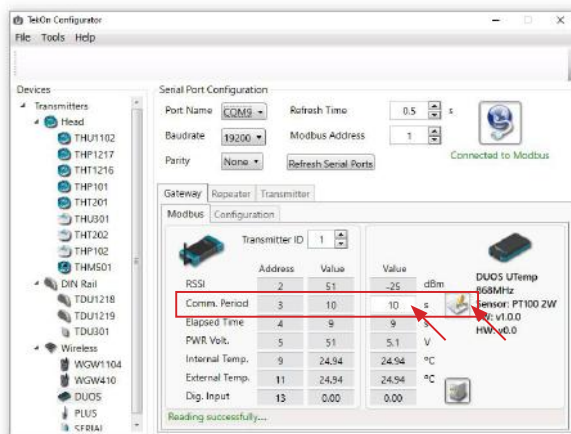 TekOn Configurator
File Tools Help
Devices
Transmitters
Head
THU1102
THP1217
THT1216
THP101
THT201
THU301
THT202
THP102
THM501
DIN Rail
TDU1218
TDU1219
TDU301
Wireless
WGW1104
WGW410
DUOS
PLUS
SERIAL
Serial Port Configuration
Port Name COM9 Refresh Time 0.5 s
Baudrate 19200 Modbus Address 1
Parity None Refresh Serial Ports
Connected to Modbus
Gateway Repeater Transmitter
Modbus Configuration
Transmitter ID 1
Address Value Value
RSSI 2 51 -25 dBm
Comm. Period 3 10 10 s
Elapsed Time 4 9 9 s
PWR Volt. 5 51 5.1 V
Internal Temp. 9 24.94 24.94 ºC
External Temp. 11 24.94 24.94 ºC
Dig. Input 13 0.00 0.00
DUOS UTemp
868MHz
Sensor: PT100 2W
v1.0.0
HW: v0.0
Reading successfully...